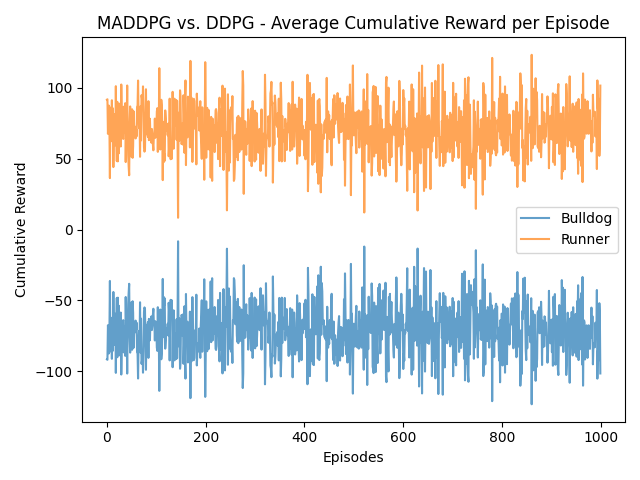 MADDPG vs. DDPG - Average Cumulative Reward per Episode
Cumulative Reward
100
50
0
−50
−100
Bulldog
Runner
0
200
400
600
800
1000
Episodes